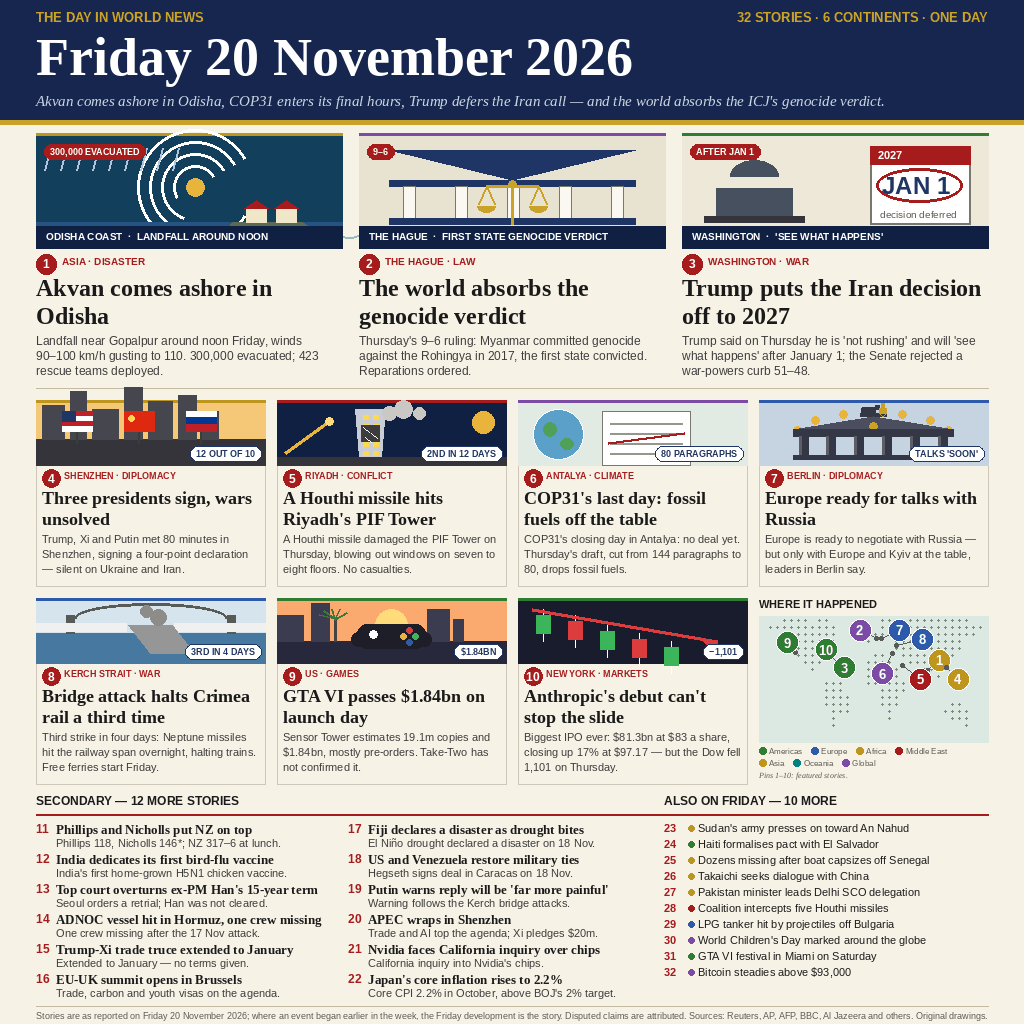 THE DAY IN WORLD NEWS
32 STORIES · 6 CONTINENTS · ONE DAY
Friday 20 November 2026
Akvan comes ashore in Odisha, COP31 enters its final hours, Trump defers the Iran call — and the world absorbs the ICJ's genocide verdict.
300,000 EVACUATED
ODISHA COAST · LANDFALL AROUND NOON
1 ASIA · DISASTER
Akvan comes ashore in
Odisha
Landfall near Gopalpur around noon Friday, winds
90–100 km/h gusting to 110. 300,000 evacuated; 423
rescue teams deployed.
9–6
THE HAGUE · FIRST STATE GENOCIDE VERDICT
2 THE HAGUE · LAW
The world absorbs the
genocide verdict
Thursday's 9–6 ruling: Myanmar committed genocide
against the Rohingya in 2017, the first state convicted.
Reparations ordered.
AFTER JAN 1
2027
JAN 1
decision deferred
WASHINGTON · 'SEE WHAT HAPPENS'
3 WASHINGTON · WAR
Trump puts the Iran decision
off to 2027
Trump said on Thursday he is 'not rushing' and will 'see
what happens' after January 1; the Senate rejected a
war-powers curb 51–48.
12 OUT OF 10
4 SHENZHEN · DIPLOMACY
Three presidents sign, wars
unsolved
Trump, Xi and Putin met 80 minutes in
Shenzhen, signing a four-point declaration
— silent on Ukraine and Iran.
2ND IN 12 DAYS
5 RIYADH · CONFLICT
A Houthi missile hits
Riyadh's PIF Tower
A Houthi missile damaged the PIF Tower on
Thursday, blowing out windows on seven to
eight floors. No casualties.
80 PARAGRAPHS
6 ANTALYA · CLIMATE
COP31's last day: fossil
fuels off the table
COP31's closing day in Antalya: no deal yet.
Thursday's draft, cut from 144 paragraphs to
80, drops fossil fuels.
TALKS 'SOON'
7 BERLIN · DIPLOMACY
Europe ready for talks with
Russia
Europe is ready to negotiate with Russia —
but only with Europe and Kyiv at the table,
leaders in Berlin say.
3RD IN 4 DAYS
8 KERCH STRAIT · WAR
Bridge attack halts Crimea
rail a third time
Third strike in four days: Neptune missiles
hit the railway span overnight, halting trains.
Free ferries start Friday.
$1.84BN
9 US · GAMES
GTA VI passes $1.84bn on
launch day
Sensor Tower estimates 19.1m copies and
$1.84bn, mostly pre-orders. Take-Two has
not confirmed it.
−1,101
10 NEW YORK · MARKETS
Anthropic's debut can't
stop the slide
Biggest IPO ever: $81.3bn at $83 a share,
closing up 17% at $97.17 — but the Dow fell
1,101 on Thursday.
WHERE IT HAPPENED
9 10 3 2 7 8 6 1 5 4
Americas Europe Africa Middle East
Asia Oceania Global
Pins 1–10: featured stories.
SECONDARY — 12 MORE STORIES
11 Phillips and Nicholls put NZ on top
Phillips 118, Nicholls 146*; NZ 317–6 at lunch.
12 India dedicates its first bird-flu vaccine
India's first home-grown H5N1 chicken vaccine.
13 Top court overturns ex-PM Han's 15-year term
Seoul orders a retrial; Han was not cleared.
14 ADNOC vessel hit in Hormuz, one crew missing
One crew missing after the 17 Nov attack.
15 Trump-Xi trade truce extended to January
Extended to January — no terms given.
16 EU-UK summit opens in Brussels
Trade, carbon and youth visas on the agenda.
17 Fiji declares a disaster as drought bites
El Niño drought declared a disaster on 18 Nov.
18 US and Venezuela restore military ties
Hegseth signs deal in Caracas on 18 Nov.
19 Putin warns reply will be 'far more painful'
Warning follows the Kerch bridge attacks.
20 APEC wraps in Shenzhen
Trade and AI top the agenda; Xi pledges $20m.
21 Nvidia faces California inquiry over chips
California inquiry into Nvidia's chips.
22 Japan's core inflation rises to 2.2%
Core CPI 2.2% in October, above BOJ's 2% target.
ALSO ON FRIDAY — 10 MORE
23 Sudan's army presses on toward An Nahud
24 Haiti formalises pact with El Salvador
25 Dozens missing after boat capsizes off Senegal
26 Takaichi seeks dialogue with China
27 Pakistan minister leads Delhi SCO delegation
28 Coalition intercepts five Houthi missiles
29 LPG tanker hit by projectiles off Bulgaria
30 World Children's Day marked around the globe
31 GTA VI festival in Miami on Saturday
32 Bitcoin steadies above $93,000
Stories are as reported on Friday 20 November 2026; where an event began earlier in the week, the Friday development is the story. Disputed claims are attributed. Sources: Reuters, AP, AFP, BBC, Al Jazeera and others. Original drawings.